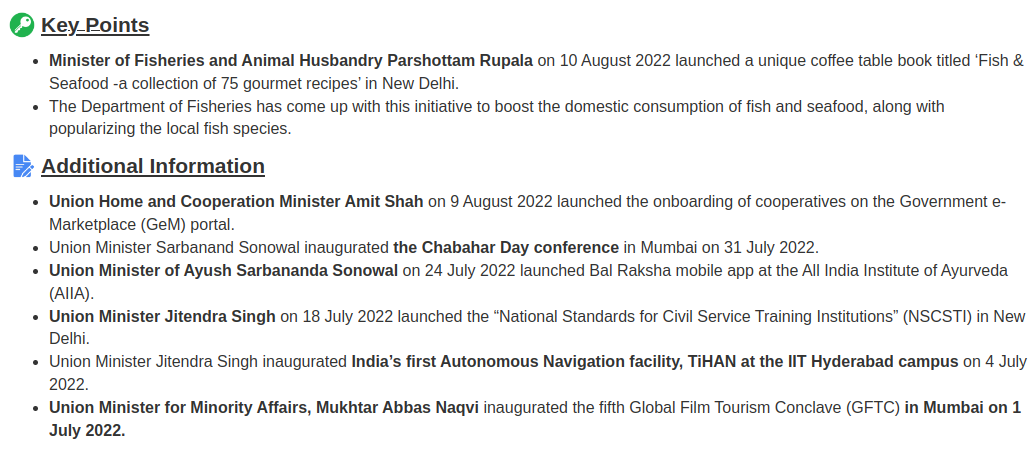 Key Points
• Minister of Fisheries and Animal Husbandry Parshottam Rupala on 10 August 2022 launched a unique coffee table book titled ‘Fish &
Seafood -a collection of 75 gourmet recipes’ in New Delhi.
• The Department of Fisheries has come up with this initiative to boost the domestic consumption of fish and seafood, along with
popularizing the local fish species.
Additional Information
• Union Home and Cooperation Minister Amit Shah on 9 August 2022 launched the onboarding of cooperatives on the Government e-
Marketplace (GeM) portal.
• Union Minister Sarbanand Sonowal inaugurated the Chabahar Day conference in Mumbai on 31 July 2022.
• Union Minister of Ayush Sarbananda Sonowal on 24 July 2022 launched Bal Raksha mobile app at the All India Institute of Ayurveda
(AIIA).
• Union Minister Jitendra Singh on 18 July 2022 launched the “National Standards for Civil Service Training Institutions” (NSCSTI) in New
Delhi.
• Union Minister Jitendra Singh inaugurated India’s first Autonomous Navigation facility, TiHAN at the IIT Hyderabad campus on 4 July
2022.
• Union Minister for Minority Affairs, Mukhtar Abbas Naqvi inaugurated the fifth Global Film Tourism Conclave (GFTC) in Mumbai on 1
July 2022.